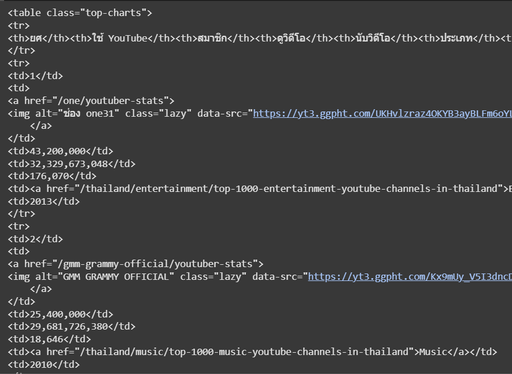 <table class="top-charts">
<tr>
<th>ยศ</th><th>ใช้ YouTube</th><th>สมาชิก</th><th>ดูวิดีโอ</th><th>นับวิดีโอ</th><th>ประเภท</th><t
</tr>
<tr>
<td>1</td>
<td>
<a href="/one/youtuber-stats">
<img alt="ช่อง one31" class="lazy" data-src="https://yt3.ggpht.com/UKHvlzraz4OKYB3ayBLFm6oYL
</a>
</td>
<td>43,200,000</td>
<td>32,329,673,048</td>
<td>176,070</td>
<td><a href="/thailand/entertainment/top-1000-entertainment-youtube-channels-in-thailand">E
<td>2013</td>
</tr>
<tr>
<td>2</td>
<td>
<a href="/gmm-grammy-official/youtuber-stats">
<img alt="GMM GRAMMY OFFICIAL" class="lazy" data-src="https://yt3.ggpht.com/Kx9mUy_V5I3dncD
</a>
</td>
<td>25,400,000</td>
<td>29,681,726,380</td>
<td>18,646</td>
<td><a href="/thailand/music/top-1000-music-youtube-channels-in-thailand">Music</a></td>
<td>2010</td>